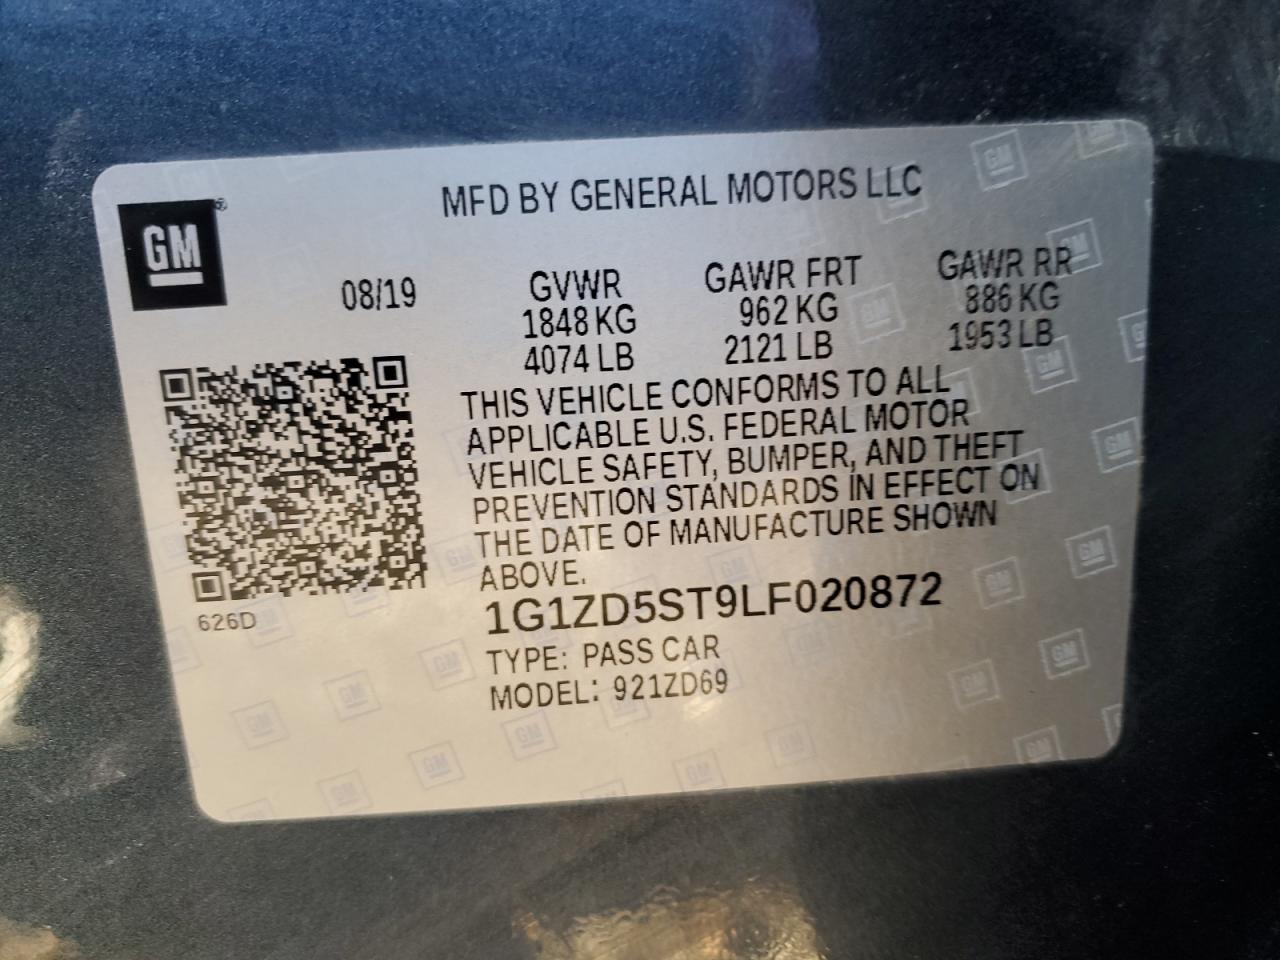 MFD BY GENERAL MOTORS LLC
GM
®
08/19
GVWR
1848 KG
4074 LB
GAWR FRT
962 KG
2121 LB
GAWR RR
886 KG
1953 LB
THIS VEHICLE CONFORMS TO ALL
APPLICABLE U.S. FEDERAL MOTOR
VEHICLE SAFETY, BUMPER, AND THEFT
PREVENTION STANDARDS IN EFFECT ON
THE DATE OF MANUFACTURE SHOWN
ABOVE.
626D
1G1ZD5ST9LF020872
TYPE: PASS CAR
MODEL: 921ZD69